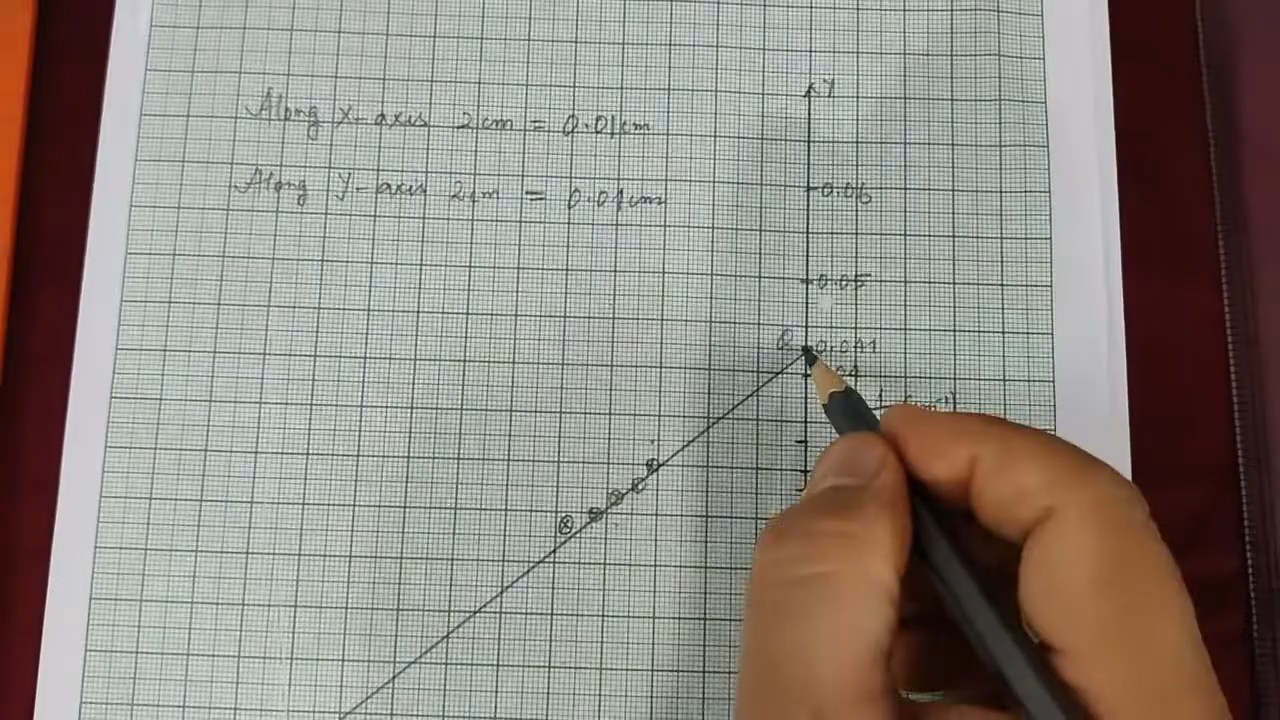 Along X-axis 2cm = 0.01cm
Along Y-axis 2cm = 0.01cm
Y
0.06
0.05
0.041